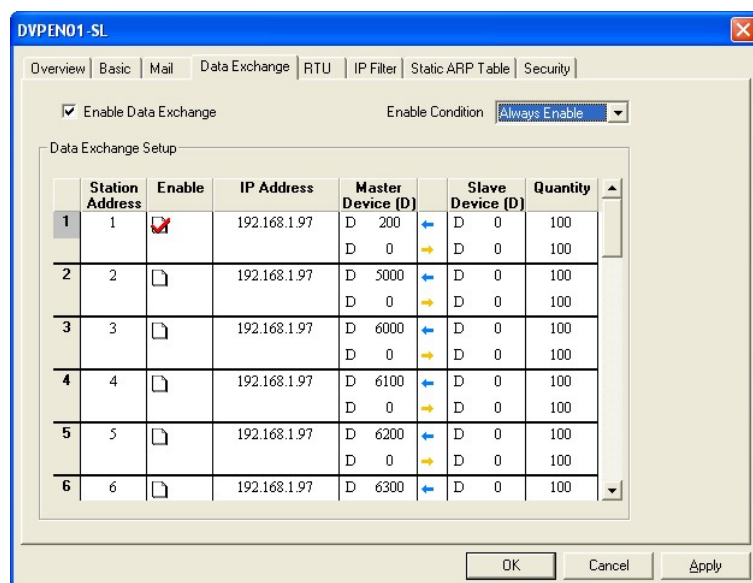 DVPEN01-SL
Overview Basic Mail Data Exchange RTU IP Filter Static ARP Table Security
Enable Data Exchange Enable Condition Always Enable
Data Exchange Setup
Station Address Enable IP Address Master Device (D) Slave Device (D) Quantity
1 1 192.168.1.97 D 200 D 0 100
D 0 D 0 100
2 2 192.168.1.97 D 5000 D 0 100
D 0 D 0 100
3 3 192.168.1.97 D 6000 D 0 100
D 0 D 0 100
4 4 192.168.1.97 D 6100 D 0 100
D 0 D 0 100
5 5 192.168.1.97 D 6200 D 0 100
D 0 D 0 100
6 6 192.168.1.97 D 6300 D 0 100
OK Cancel Apply